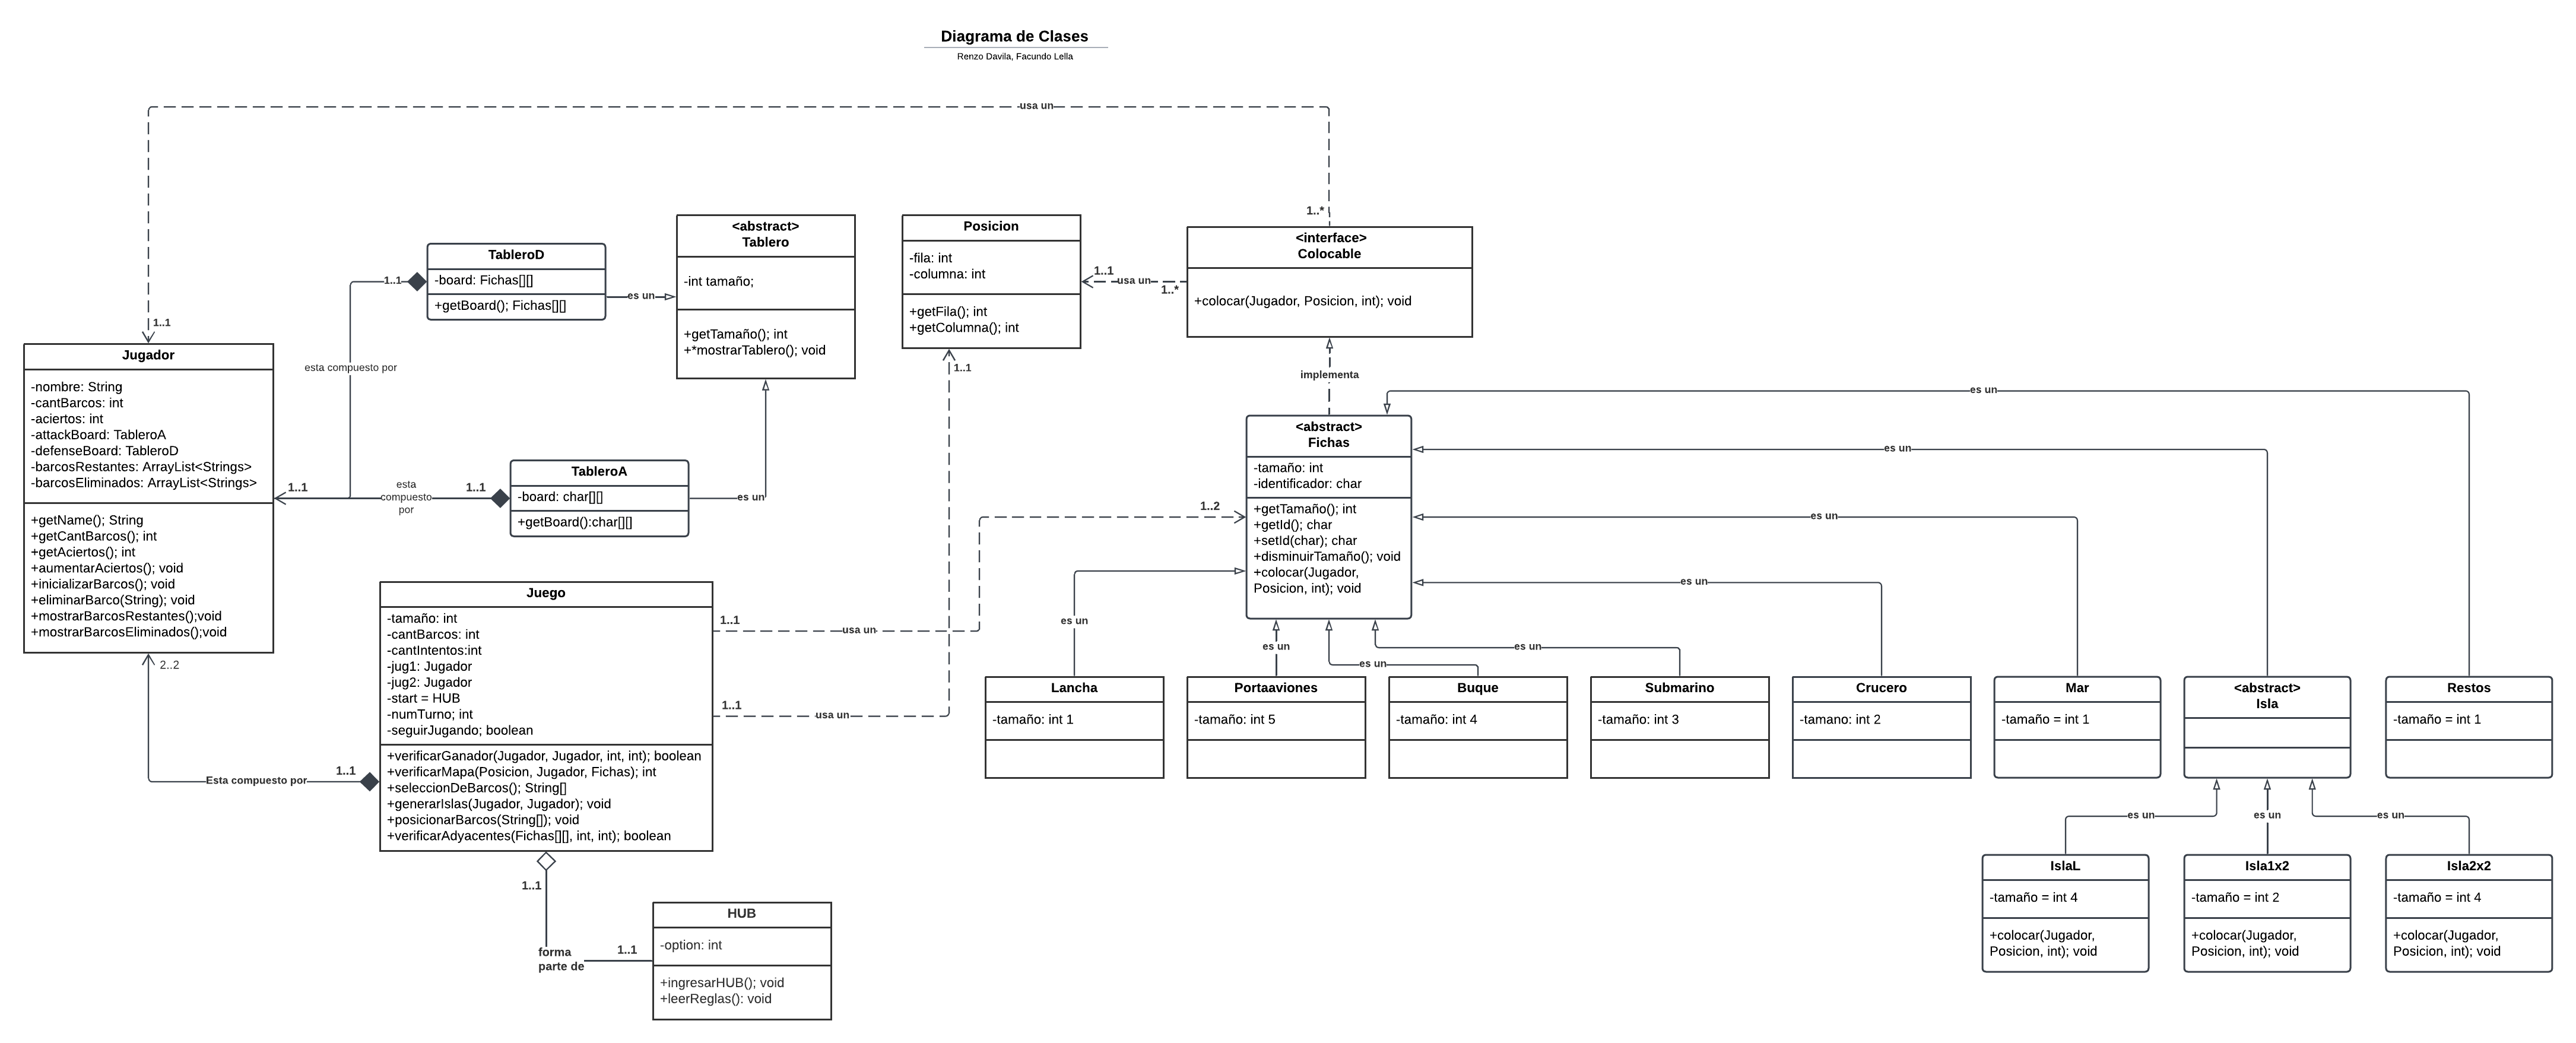 Diagrama de Clases
Renzo Davila, Facundo Lella
usa un
1..*
1..1
<abstract>
Tablero
-int tamaño;
+getTamaño(); int
+*mostrarTablero(); void
Posicion
-fila: int
-columna: int
+getFila(); int
+getColumna(); int
<interface>
Colocable
+colocar(Jugador, Posicion, int); void
1..1
usa un
1..*
TableroD
-board: Fichas[][]
+getBoard(); Fichas[][]
1..1
es un
esta compuesto por
Jugador
-nombre: String
-cantBarcos: int
-aciertos: int
-attackBoard: TableroA
-defenseBoard: TableroD
-barcosRestantes: ArrayList<Strings>
-barcosEliminados: ArrayList<Strings>
+getName(); String
+getCantBarcos(); int
+getAciertos(); int
+aumentarAciertos(); void
+inicializarBarcos(); void
+eliminarBarco(String); void
+mostrarBarcosRestantes();void
+mostrarBarcosEliminados();void
1..1
esta
compuesto
por
1..1
TableroA
-board: char[][]
+getBoard():char[][]
es un
1..1
implementa
es un
<abstract>
Fichas
-tamaño: int
-identificador: char
+getTamaño(); int
+getId(); char
+setId(char); char
+disminuirTamaño(); void
+colocar(Jugador,
Posicion, int); void
es un
1..2
es un
es un
2..2
Juego
-tamaño: int
-cantBarcos: int
-cantIntentos:int
-jug1: Jugador
-jug2: Jugador
-start = HUB
-numTurno; int
-seguirJugando; boolean
+verificarGanador(Jugador, Jugador, int, int); boolean
+verificarMapa(Posicion, Jugador, Fichas); int
+seleccionDeBarcos(); String[]
+generarIslas(Jugador, Jugador); void
+posicionarBarcos(String[]); void
+verificarAdyacentes(Fichas[][], int, int); boolean
1..1
usa un
1..1
usa un
Esta compuesto por
1..1
es un
es un
es un
es un
Lancha
-tamaño: int 1
Portaaviones
-tamaño: int 5
Buque
-tamaño: int 4
Submarino
-tamaño: int 3
Crucero
-tamano: int 2
Mar
-tamaño = int 1
<abstract>
Isla
Restos
-tamaño = int 1
es un
es un
es un
IslaL
-tamaño = int 4
+colocar(Jugador,
Posicion, int); void
Isla1x2
-tamaño = int 2
+colocar(Jugador,
Posicion, int); void
Isla2x2
-tamaño = int 4
+colocar(Jugador,
Posicion, int); void
1..1
forma
parte de
1..1
HUB
-option: int
+ingresarHUB(); void
+leerReglas(): void